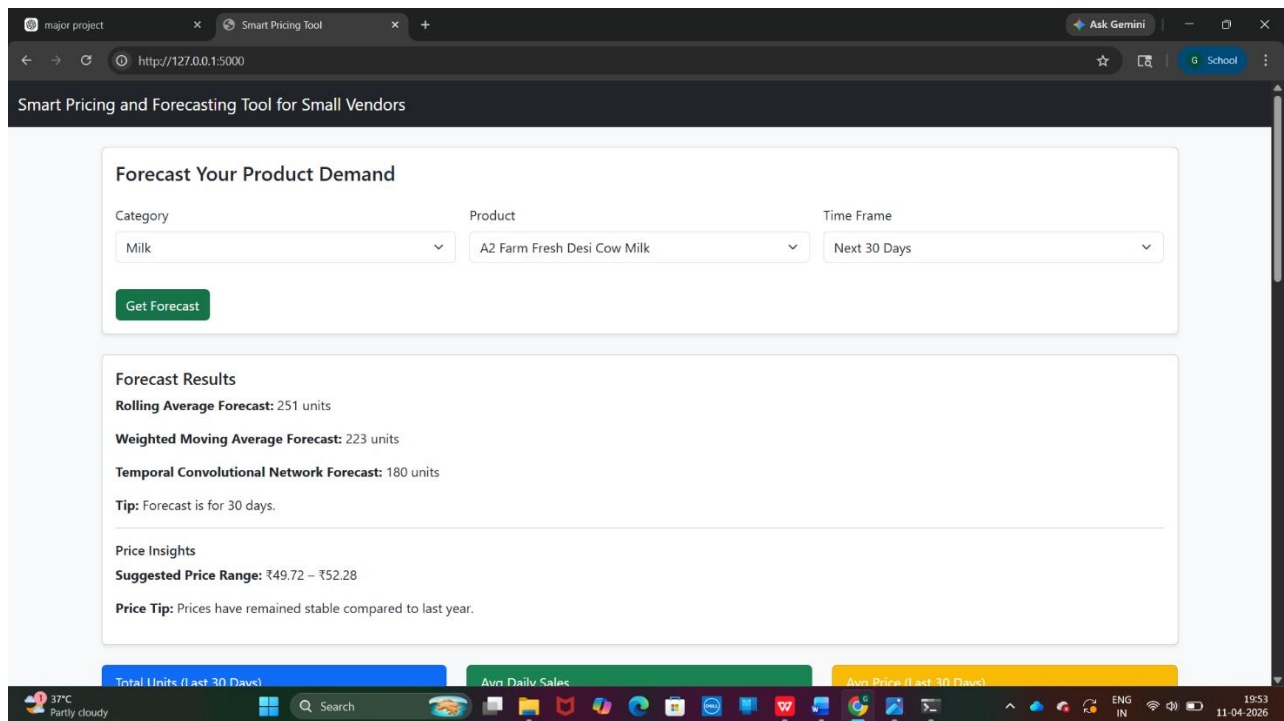 major project
Smart Pricing Tool
Ask Gemini
http://127.0.0.1:5000
G School
Smart Pricing and Forecasting Tool for Small Vendors
Forecast Your Product Demand
Category Product Time Frame
Milk A2 Farm Fresh Desi Cow Milk Next 30 Days
Get Forecast
Forecast Results
Rolling Average Forecast: 251 units
Weighted Moving Average Forecast: 223 units
Temporal Convolutional Network Forecast: 180 units
Tip: Forecast is for 30 days.
Price Insights
Suggested Price Range: ₹49.72 – ₹52.28
Price Tip: Prices have remained stable compared to last year.
Total Units (Last 30 Days) Avg Daily Sales Avg Price (Last 30 Days)
1
37°C
Partly cloudy
Search
ENG
IN
19:53
11-04-2026